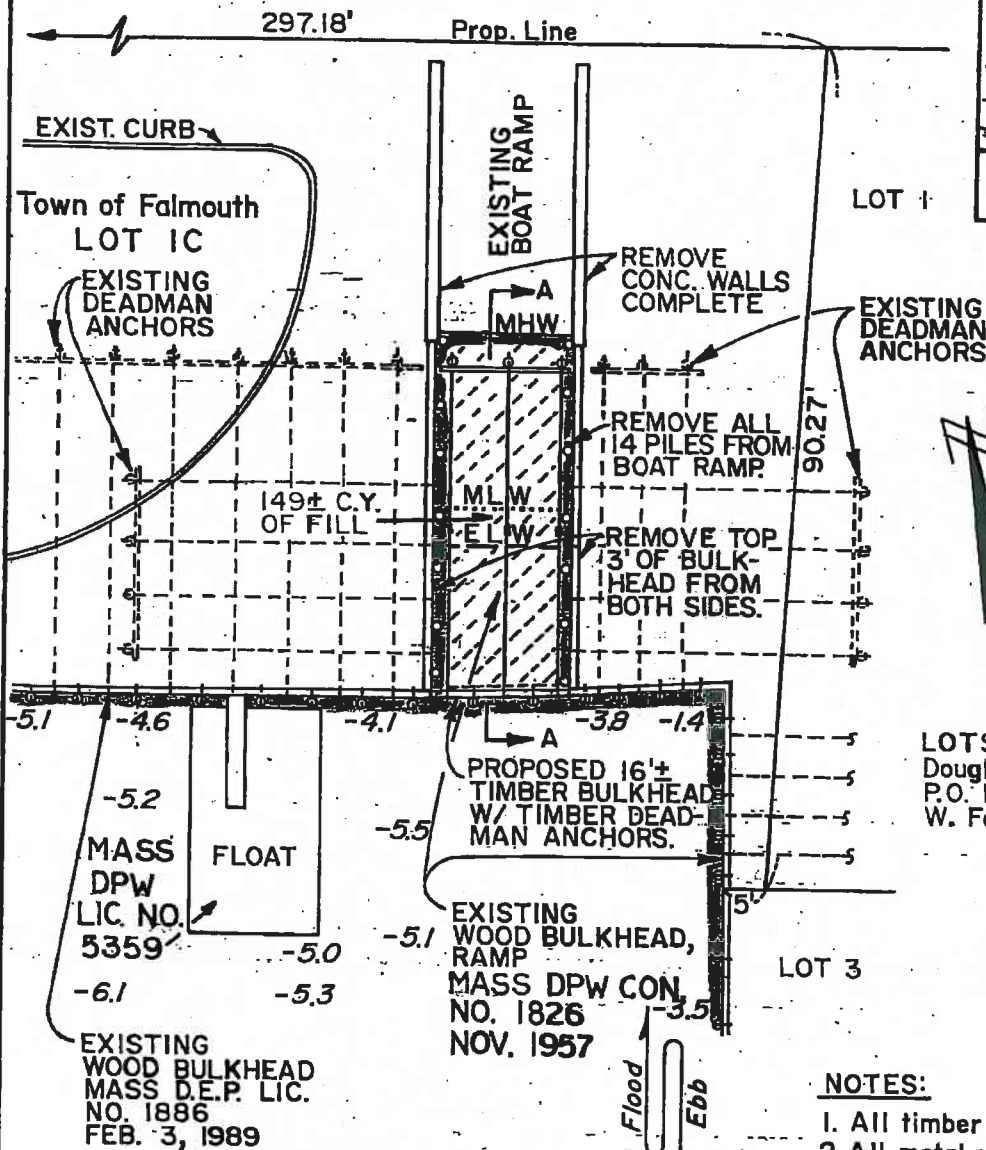 297.18'
Prop. Line
EXIST. CURB
Town of Falmouth
LOT 1C
EXISTING
DEADMAN
ANCHORS
EXISTING
BOAT RAMP
LOT 1
REMOVE
CONC. WALLS
COMPLETE
A
MHW
EXISTING
DEADMAN
ANCHORS
90.27'
REMOVE ALL
14 PILES FROM
BOAT RAMP.
149± C.Y.
OF FILL
MLW
ELW
REMOVE TOP
3' OF BULK-
HEAD FROM
BOTH SIDES.
-5.1
-4.6
-4.1
-3.8
-1.4
A
S
S
S
S
PROPOSED 16'±
TIMBER BULKHEAD
W/ TIMBER DEAD-
MAN ANCHORS.
LOTS
Doug
P.O.
W. F
-5.2
-5.5
MASS
DPW
LIC. NO.
5359
FLOAT
5'
EXISTING
WOOD BULKHEAD,
RAMP
MASS DPW CON.
NO. 1826
NOV. 1957
-5.1
-5.0
-5.3
-6.1
-3.5
LOT 3
EXISTING
WOOD BULKHEAD
MASS D.E.P. LIC.
NO. 1886
FEB. 3, 1989
Flood
Ebb
NOTES:
1. All timber
2. All metal